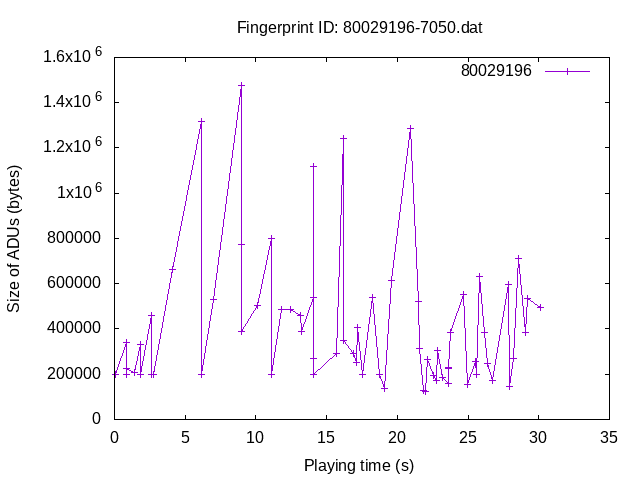 Fingerprint ID: 80029196-7050.dat
80029196
1.6x10^6
1.4x10^6
1.2x10^6
1x10^6
800000
600000
400000
200000
0
Size of ADUs (bytes)
0 5 10 15 20 25 30 35
Playing time (s)